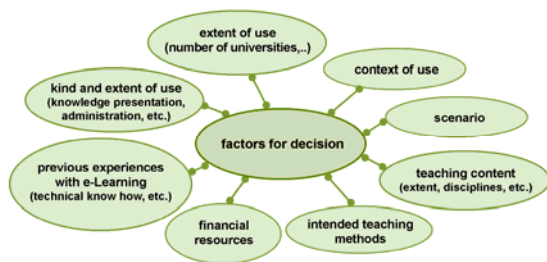 extent of use
(number of universities,..)
context of use
kind and extent of use
(knowledge presentation,
administration, etc.)
scenario
factors for decision
previous experiences
with e-Learning
(technical know how, etc.)
teaching content
(extent, disciplines, etc.)
financial
resources
intended teaching
methods